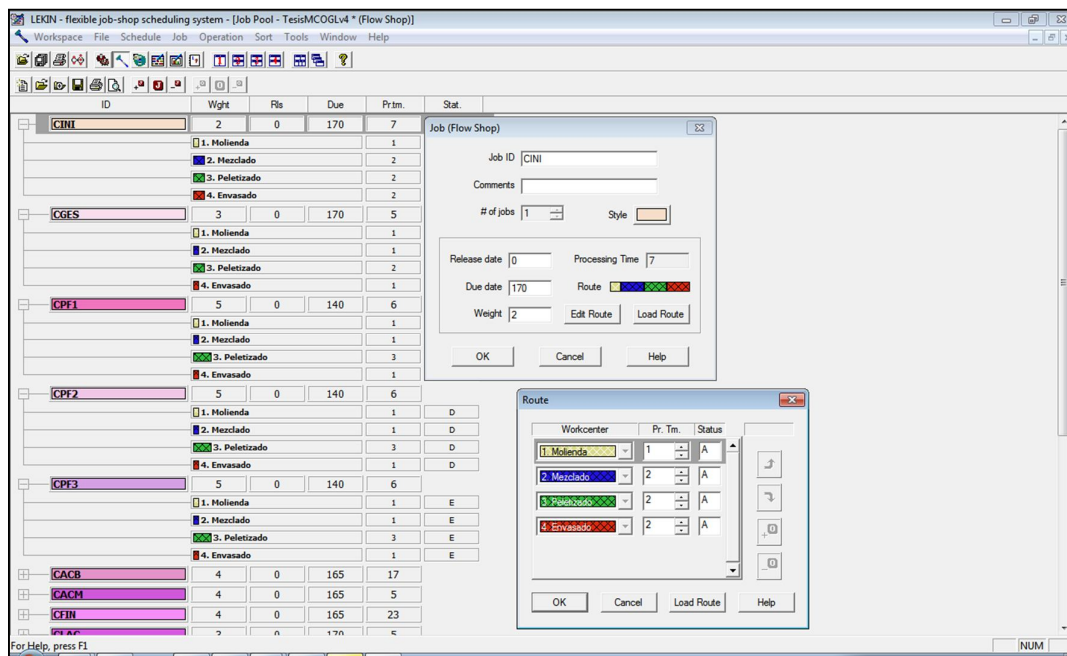 LEKIN - flexible job-shop scheduling system - [Job Pool - TesisMCOGLv4 * (Flow Shop)]
Workspace File Schedule Job Operation Sort Tools Window Help
ID Wght Rls Due Pr.tm. Stat.
CINI 2 0 170 7
1. Molienda 1
2. Mezclado 2
3. Peletizado 2
4. Envasado 2
CGES 3 0 170 5
1. Molienda 1
2. Mezclado 1
3. Peletizado 2
4. Envasado 1
CPF1 5 0 140 6
1. Molienda 1
2. Mezclado 1
3. Peletizado 3
4. Envasado 1
CPF2 5 0 140 6
1. Molienda 1 D
2. Mezclado 1 D
3. Peletizado 3 D
4. Envasado 1 D
CPF3 5 0 140 6
1. Molienda 1 E
2. Mezclado 1 E
3. Peletizado 3 E
4. Envasado 1 E
CACB 4 0 165 17
CACM 4 0 165 5
CFIN 4 0 165 23
CLAC 170 5
Job (Flow Shop)
Job ID CINI
Comments
# of jobs 1 Style
Release date 0 Processing Time 7
Due date 170 Route
Weight 2 Edit Route Load Route
OK Cancel Help
Route
Workcenter Pr. Tm. Status
1. Molienda 1 A
2. Mezclado 2 A
3. Peletizado 2 A
4. Envasado 2 A
OK Cancel Load Route Help
For Help, press F1 NUM